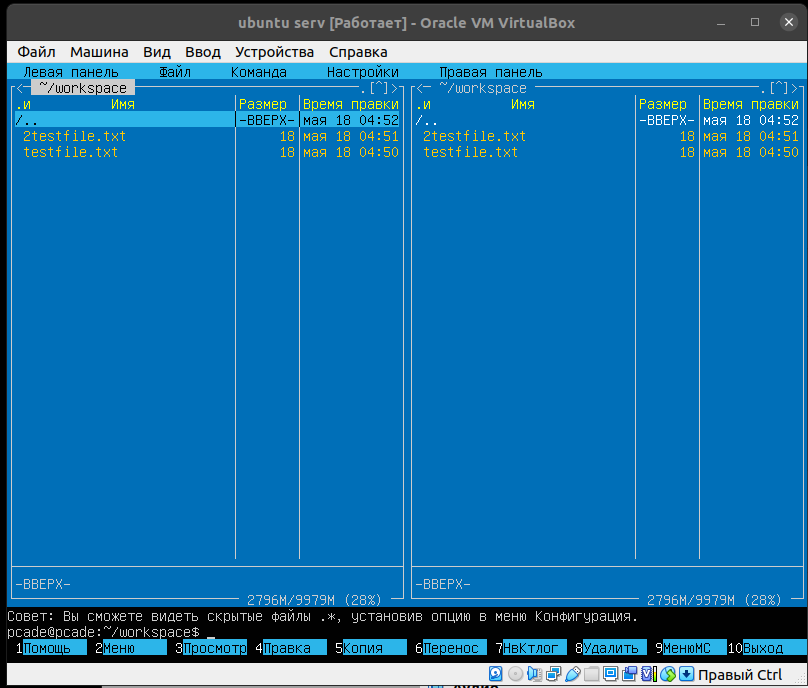 ubuntu serv [Работает] - Oracle VM VirtualBox
Файл Машина Вид Ввод Устройства Справка
Левая панель Файл Команда Настройки Правая панель
<- ~/workspace .[^]> <- ~/workspace .[^]>
.и Имя Размер Время правки .и Имя Размер Время правки
/.. -ВВЕРХ- мая 18 04:52 /.. -ВВЕРХ- мая 18 04:52
2testfile.txt 18 мая 18 04:51 2testfile.txt 18 мая 18 04:51
testfile.txt 18 мая 18 04:50 testfile.txt 18 мая 18 04:50
-ВВЕРХ- -ВВЕРХ-
2796M/9979M (28%) 2796M/9979M (28%)
Совет: Вы сможете видеть скрытые файлы .*, установив опцию в меню Конфигурация.
pcade@pcade:~/workspace$ _
1Помощь 2Меню 3Просмотр 4Правка 5Копия 6Перенос 7НвКтлог 8Удалить 9МенюMC 10Выход
Правый Ctrl